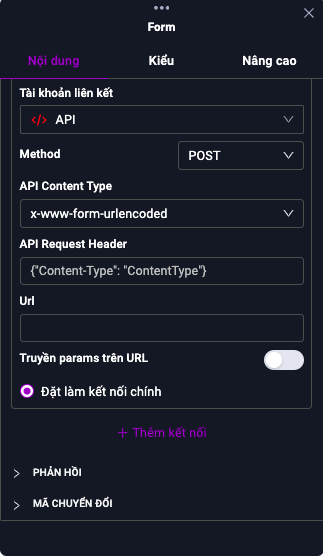 Form
Nội dung Kiểu Nâng cao
Tài khoản liên kết
</> API
Method POST
API Content Type
x-www-form-urlencoded
API Request Header
{"Content-Type": "ContentType"}
Url
Truyền params trên URL
Đặt làm kết nối chính
+ Thêm kết nối
PHẢN HỒI
MÃ CHUYỂN ĐỔI